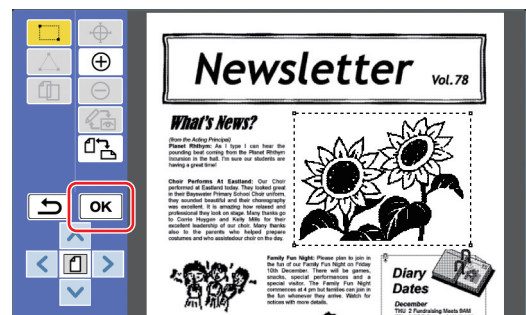 OK
Newsletter Vol. 78
What's News?
(from the Acting Principal)
Planet Rhthym: As I type I can hear the
pounding beat coming from the Planet Rhthym
incursion in the hall. I'm sure our students are
having a great time!
Choir Performs At Eastland: Our Choir
performed at Eastland today. They looked great
in their Bayswater Primary School Choir uniform,
they sounded beautiful and their choreography
was excellent. It is amazing how relaxed and
professional they look on stage. Many thanks go
to Corrie Huygen and Kelly Mills for their
excellent leadership of our choir. Many thanks
also to the parents who helped prepare
costumes and who assisted our choir on the day.
Family Fun Night: Please plan to join in
the fun of our Family Fun Night on Friday
10th December. There will be games,
snacks, special performances and a
special visitor. The Family Fun Night
commences at 4 pm but families can join in
the fun whenever they arrive. Watch for
notices with more details.
Diary
Dates
December
THU 2 Fundraising Meets 9AM